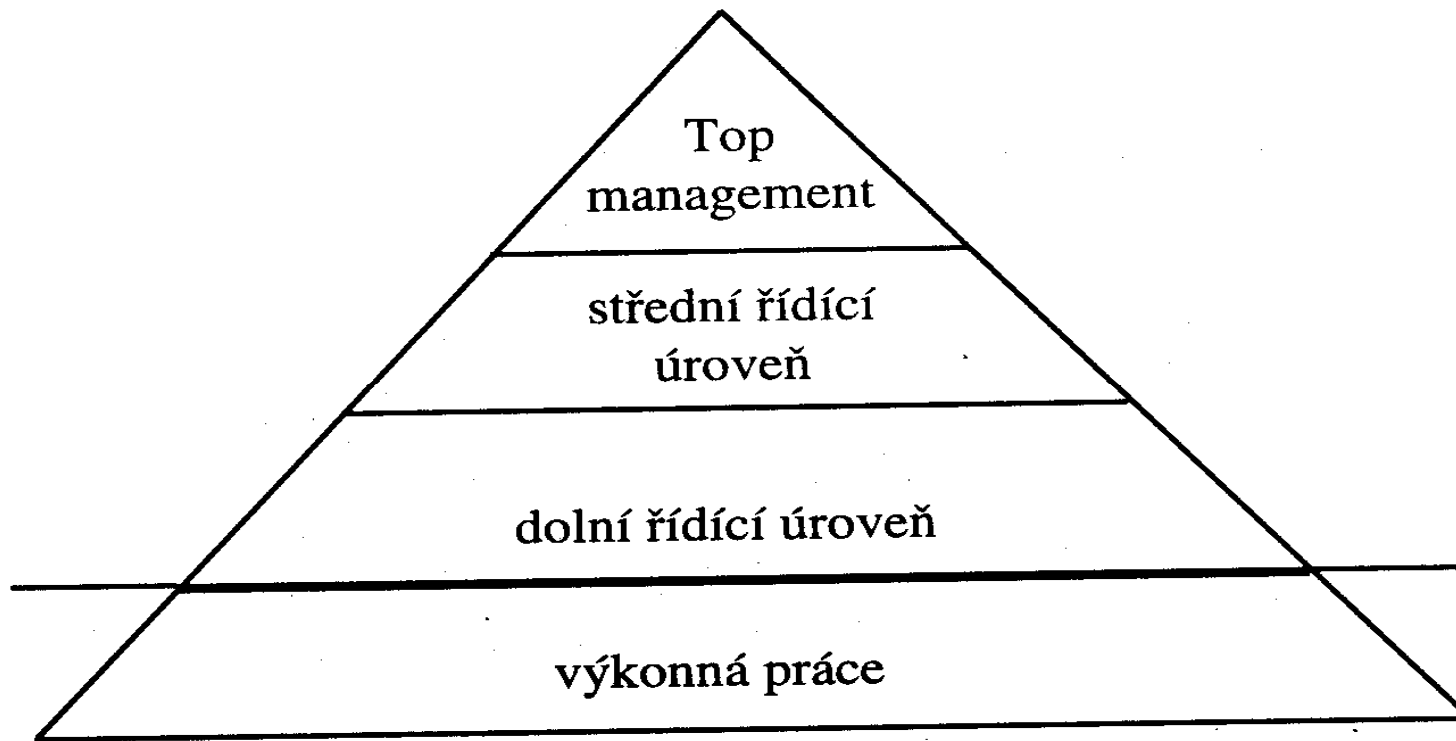 Top
management
střední řídící
úroveň
dolní řídící úroveň
výkonná práce